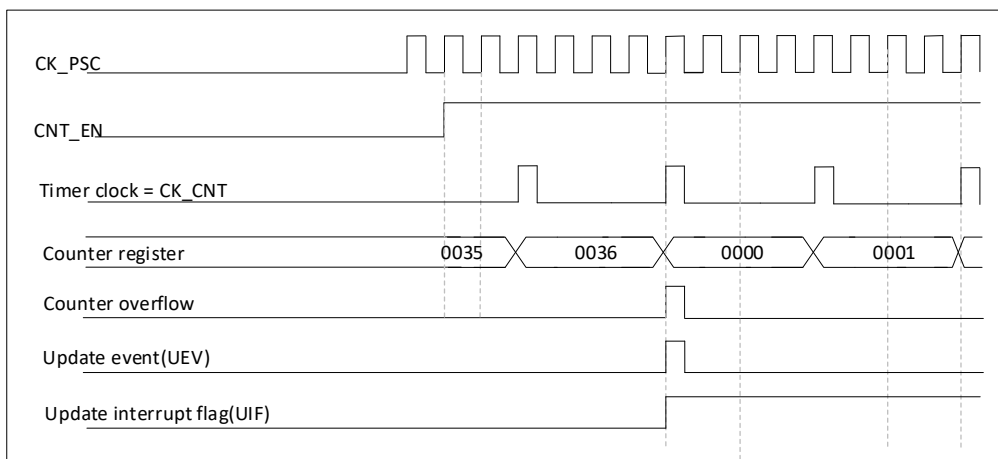 CK_PSC
CNT_EN
Timer clock = CK_CNT
Counter register
0035
0036
0000
0001
Counter overflow
Update event(UEV)
Update interrupt flag(UIF)